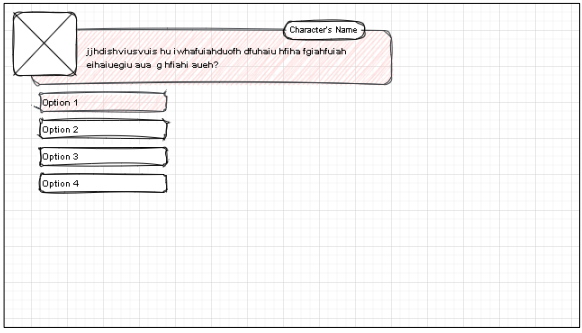 Character's Name
jjhdishviusvuis hu iwhafuiahduofh dfuhaiu hfiha fgiahfuiah
eihaiuegiu aua g hfiahi aueh?
Option 1
Option 2
Option 3
Option 4